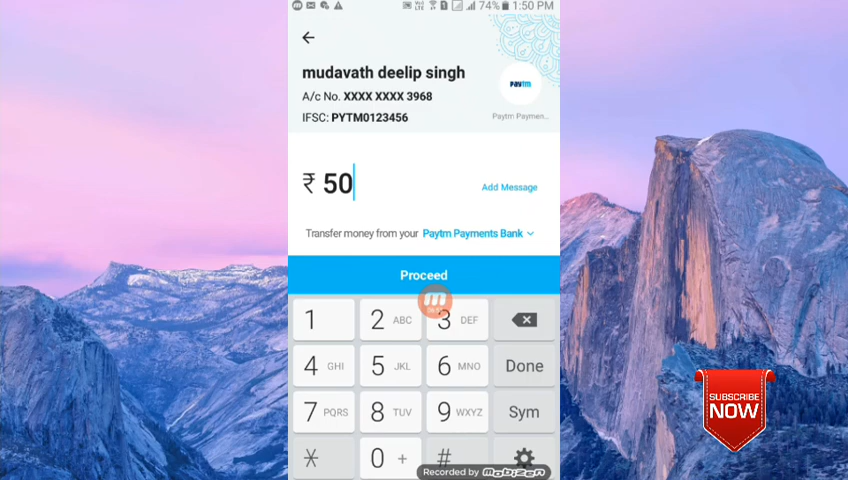 74% 1:50 PM
mudavath deelip singh
A/c No. XXXX XXXX 3968
IFSC: PYTM0123456
Paytm
Paytm Paymen...
₹ 50
Add Message
Transfer money from your Paytm Payments Bank
Proceed
1 2 ABC 3 DEF
4 GHI 5 JKL 6 MNO Done
7 PQRS 8 TUV 9 WXYZ Sym
* 0 + #
Recorded by mobizen
SUBSCRIBE
NOW